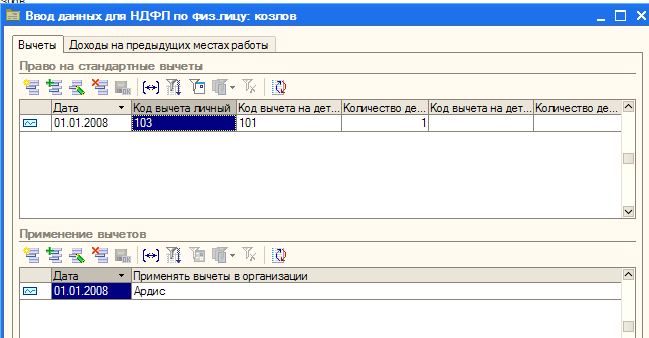 Ввод данных для НДФЛ по физ.лицу: козлов
Вычеты Доходы на предыдущих местах работы
Право на стандартные вычеты
Дата Код вычета личный Код вычета на дет... Количество де... Код вычета на дет... Количество де...
01.01.2008 103 101 1
Применение вычетов
Дата Применять вычеты в организации
01.01.2008 Ардис